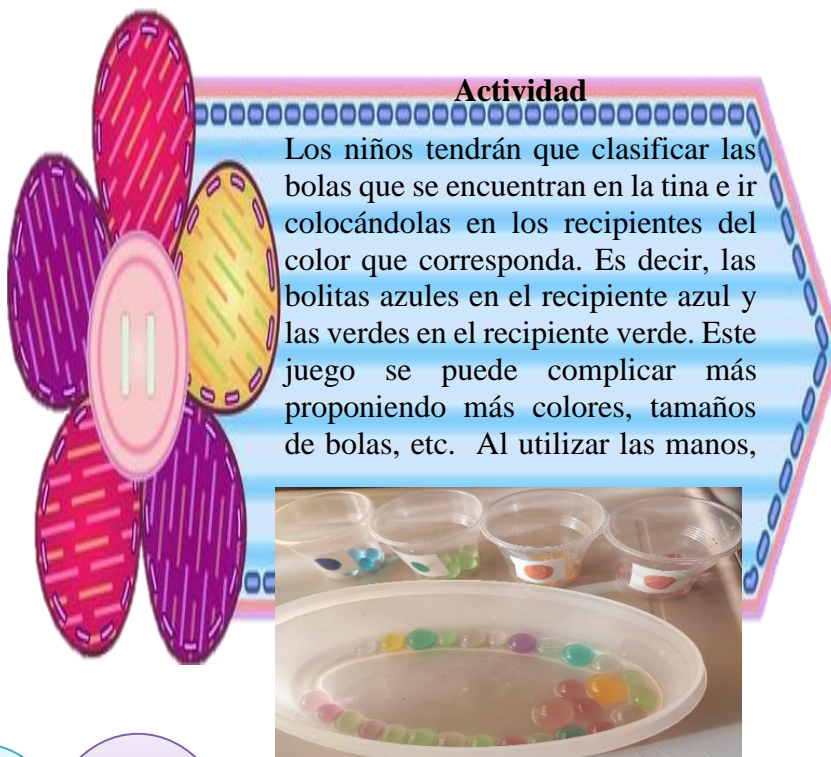 Actividad
Los niños tendrán que clasificar las
bolas que se encuentran en la tina e ir
colocándolas en los recipientes del
color que corresponda. Es decir, las
bolitas azules en el recipiente azul y
las verdes en el recipiente verde. Este
juego se puede complicar más
proponiendo más colores, tamaños
de bolas, etc. Al utilizar las manos,